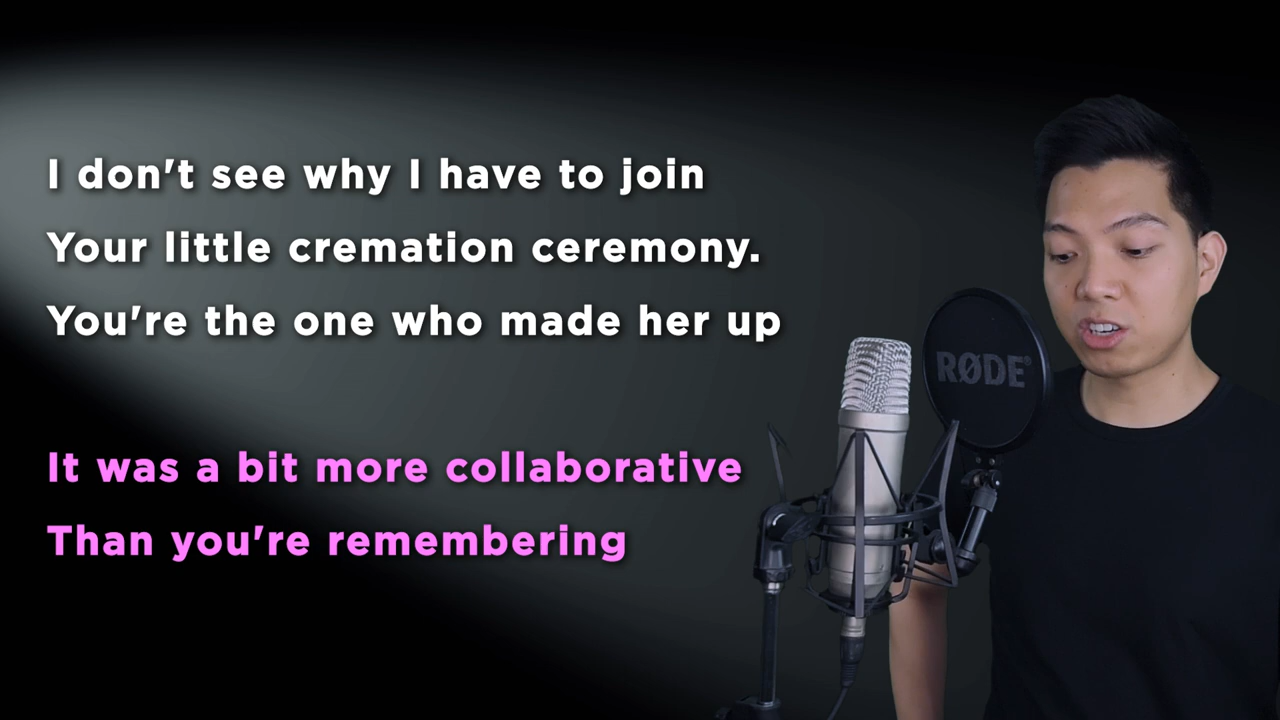 I don't see why I have to join
Your little cremation ceremony.
You're the one who made her up
It was a bit more collaborative
Than you're remembering
RØDE®